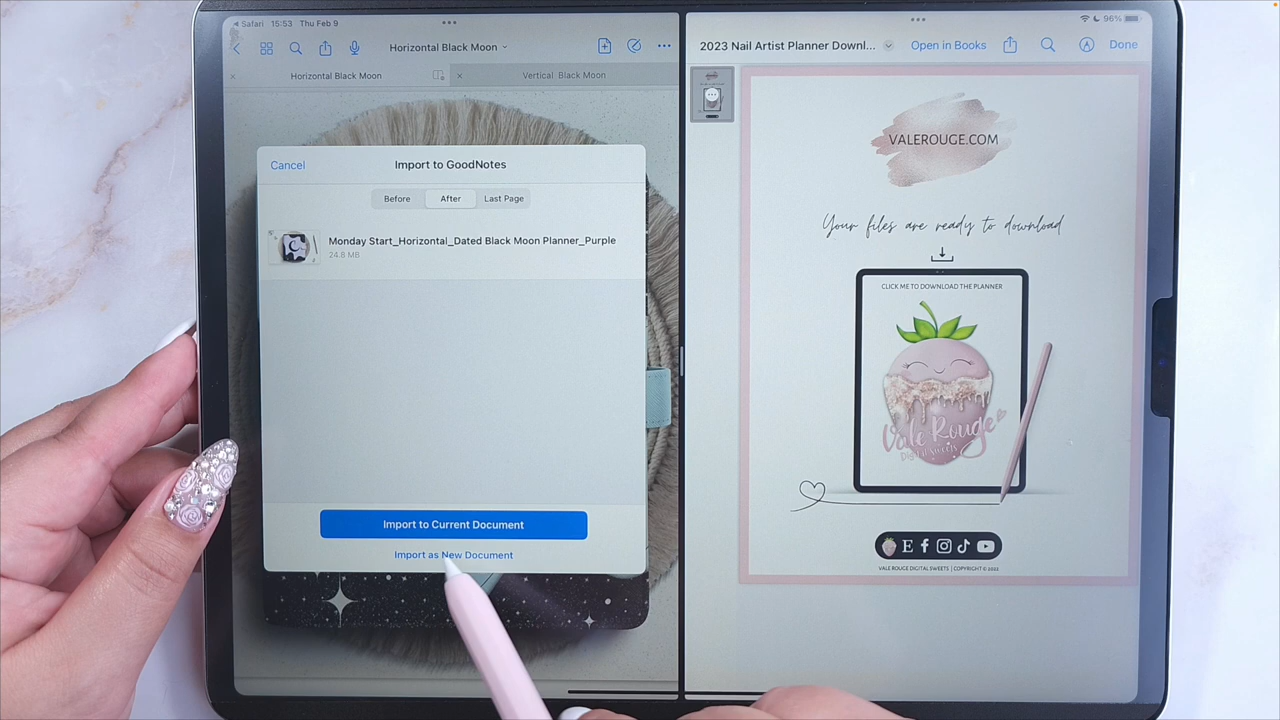 Safari 15:53 Thu Feb 9
96%
Horizontal Black Moon
Horizontal Black Moon
Vertical Black Moon
Cancel
Import to GoodNotes
Before
After
Last Page
Monday Start_Horizontal_Dated Black Moon Planner_Purple
24.8 MB
Import to Current Document
Import as New Document
2023 Nail Artist Planner Downl...
Open in Books
Done
VALEROUGE.COM
Your files are ready to download
CLICK ME TO DOWNLOAD THE PLANNER
Vale Rouge
Digital Sweets
E
VALE ROUGE DIGITAL SWEETS | COPYRIGHT © 2022